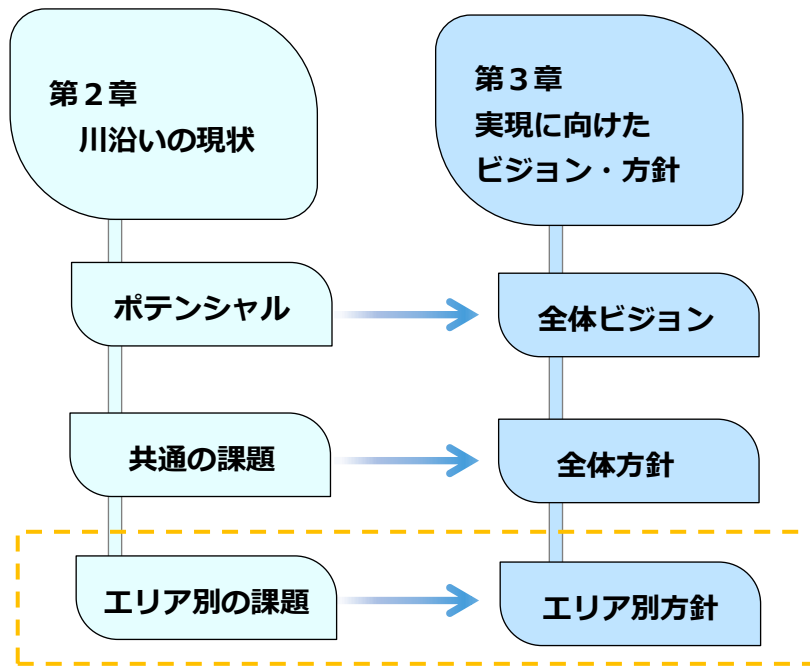 第２章
川沿いの現状
ポテンシャル
共通の課題
エリア別の課題
第３章
実現に向けた
ビジョン・方針
全体ビジョン
全体方針
エリア別方針